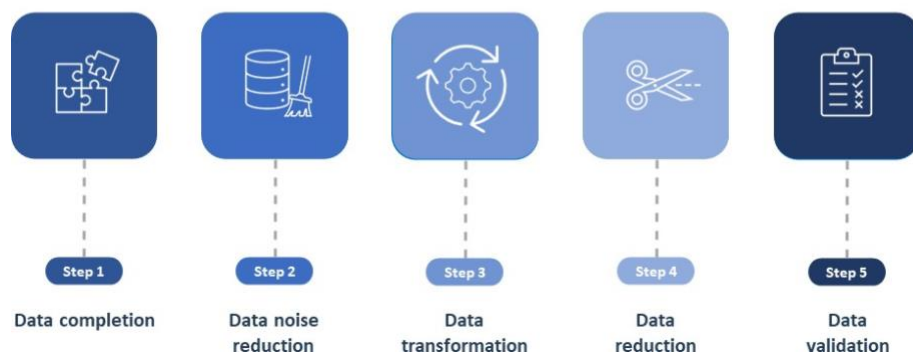 Step 1
Step 2
Step 3
Step 4
Step 5
Data completion
Data noise
reduction
Data
transformation
Data
reduction
Data
validation